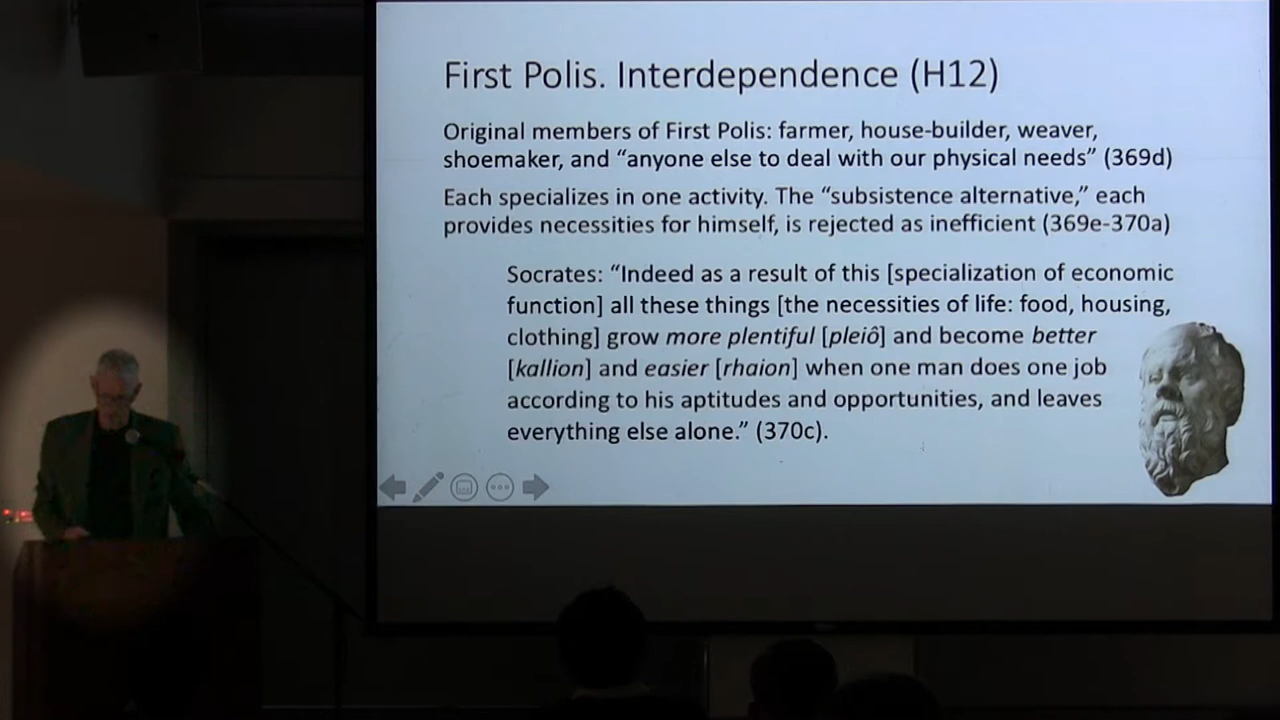 First Polis. Interdependence (H12)
Original members of First Polis: farmer, house-builder, weaver,
shoemaker, and “anyone else to deal with our physical needs” (369d)
Each specializes in one activity. The “subsistence alternative,” each
provides necessities for himself, is rejected as inefficient (369e-370a)
Socrates: “Indeed as a result of this [specialization of economic
function] all these things [the necessities of life: food, housing,
clothing] grow more plentiful [pleiô] and become better
[kallion] and easier [rhaion] when one man does one job
according to his aptitudes and opportunities, and leaves
everything else alone.” (370c).